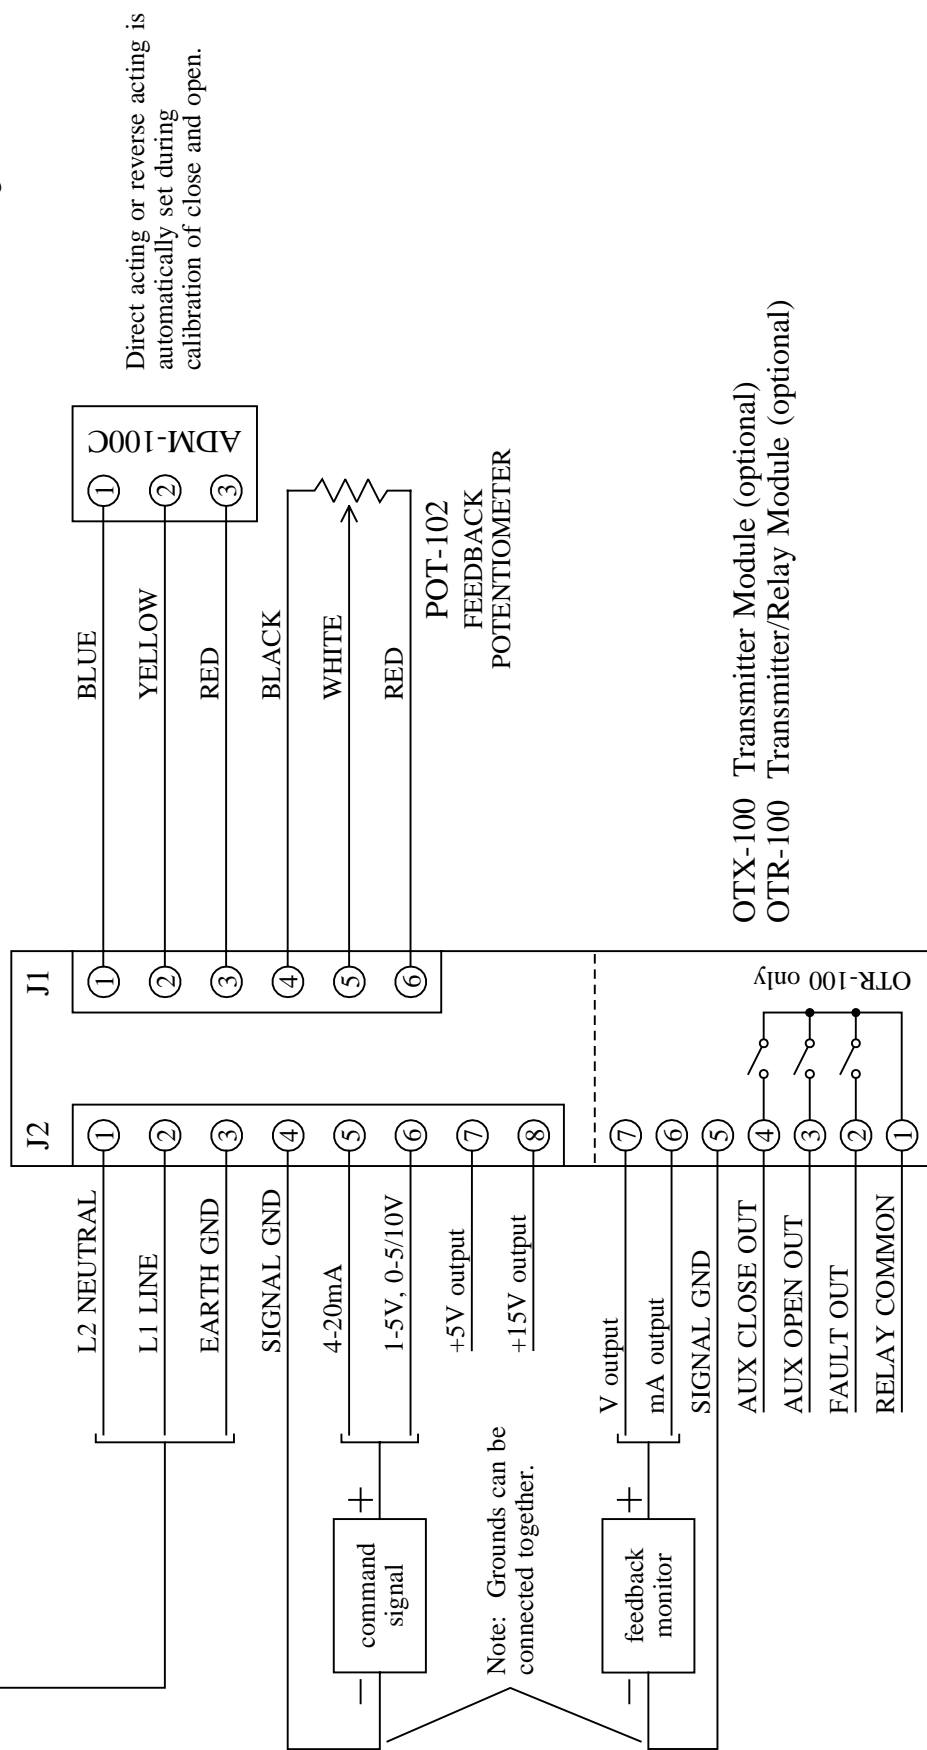 Direct acting or reverse acting is
automatically set during
calibration of close and open.
ADM-100C
1
2
3
BLUE
YELLOW
RED
BLACK
WHITE
RED
POT-102
FEEDBACK
POTENTIOMETER
J1
1
2
3
4
5
6
J2
1
2
3
4
5
6
7
8
L2 NEUTRAL
L1 LINE
EARTH GND
SIGNAL GND
4-20mA
1-5V, 0-5/10V
+5V output
+15V output
+
command
signal
−
Note: Grounds can be
connected together.
OTX-100 Transmitter Module (optional)
OTR-100 Transmitter/Relay Module (optional)
OTR-100 only
7
6
5
4
3
2
1
V output
mA output
SIGNAL GND
AUX CLOSE OUT
AUX OPEN OUT
FAULT OUT
RELAY COMMON
+
feedback
monitor
−